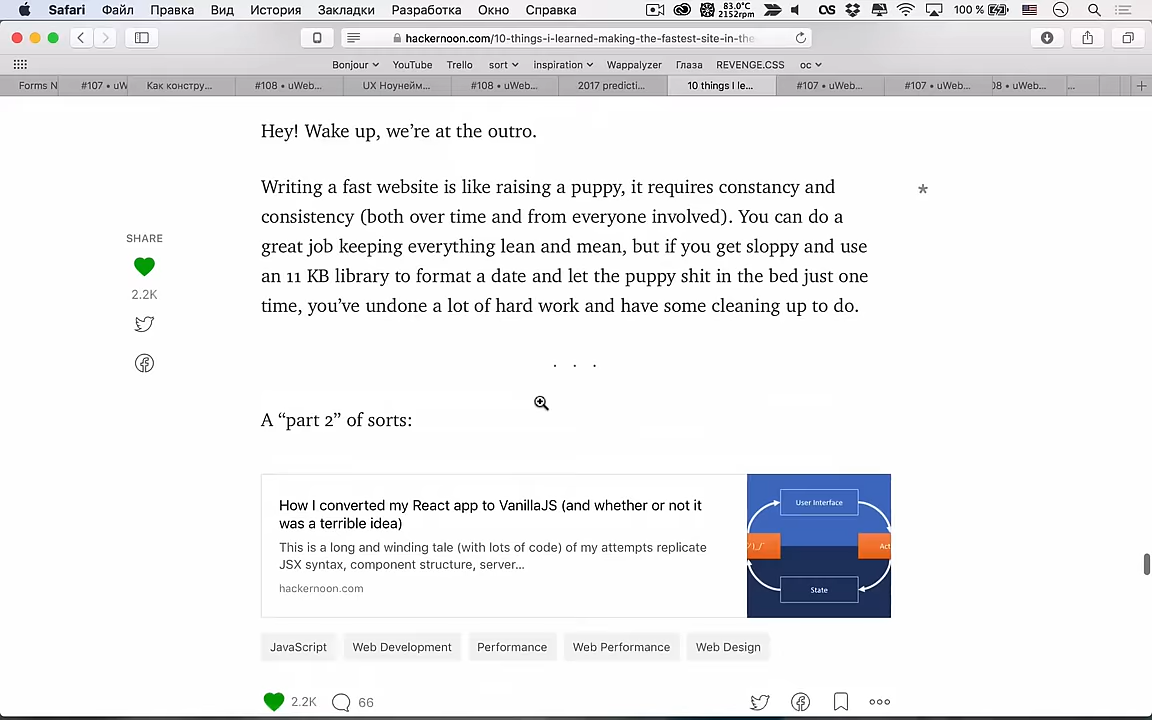 Safari Файл Правка Вид История Закладки Разработка Окно Справка 83.0°C 2152rpm 100 %
hackernoon.com/10-things-i-learned-making-the-fastest-site-in-the
Bonjour YouTube Trello sort inspiration Wappalyzer Глаза REVENGE.CSS ос
Forms N #107 • uW Как констру... #108 • uWeb... UX Ноунейм... #108 • uWeb... 2017 predicti... 10 things I le... #107 • uWeb... #107 • uWeb... 08 • uWeb... ...
Hey! Wake up, we’re at the outro.
Writing a fast website is like raising a puppy, it requires constancy and
consistency (both over time and from everyone involved). You can do a
great job keeping everything lean and mean, but if you get sloppy and use
an 11 KB library to format a date and let the puppy shit in the bed just one
time, you’ve undone a lot of hard work and have some cleaning up to do.
*
SHARE
2.2K
. . .
A “part 2” of sorts:
How I converted my React app to VanillaJS (and whether or not it
was a terrible idea)
This is a long and winding tale (with lots of code) of my attempts replicate
JSX syntax, component structure, server...
hackernoon.com
User Interface
Act
State
JavaScript Web Development Performance Web Performance Web Design
2.2K 66